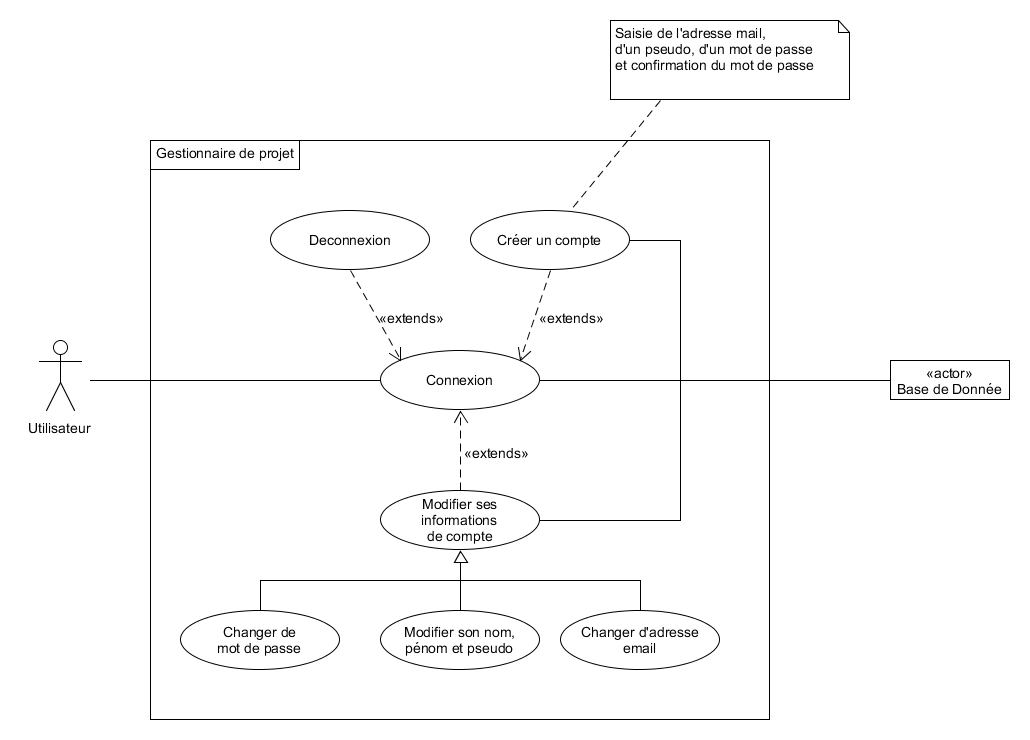 Saisie de l'adresse mail,
d'un pseudo, d'un mot de passe
et confirmation du mot de passe
Gestionnaire de projet
Deconnexion
Créer un compte
«extends»
«extends»
Connexion
«actor»
Base de Donnée
Utilisateur
«extends»
Modifier ses
informations
de compte
Changer de
mot de passe
Modifier son nom,
pénom et pseudo
Changer d'adresse
email